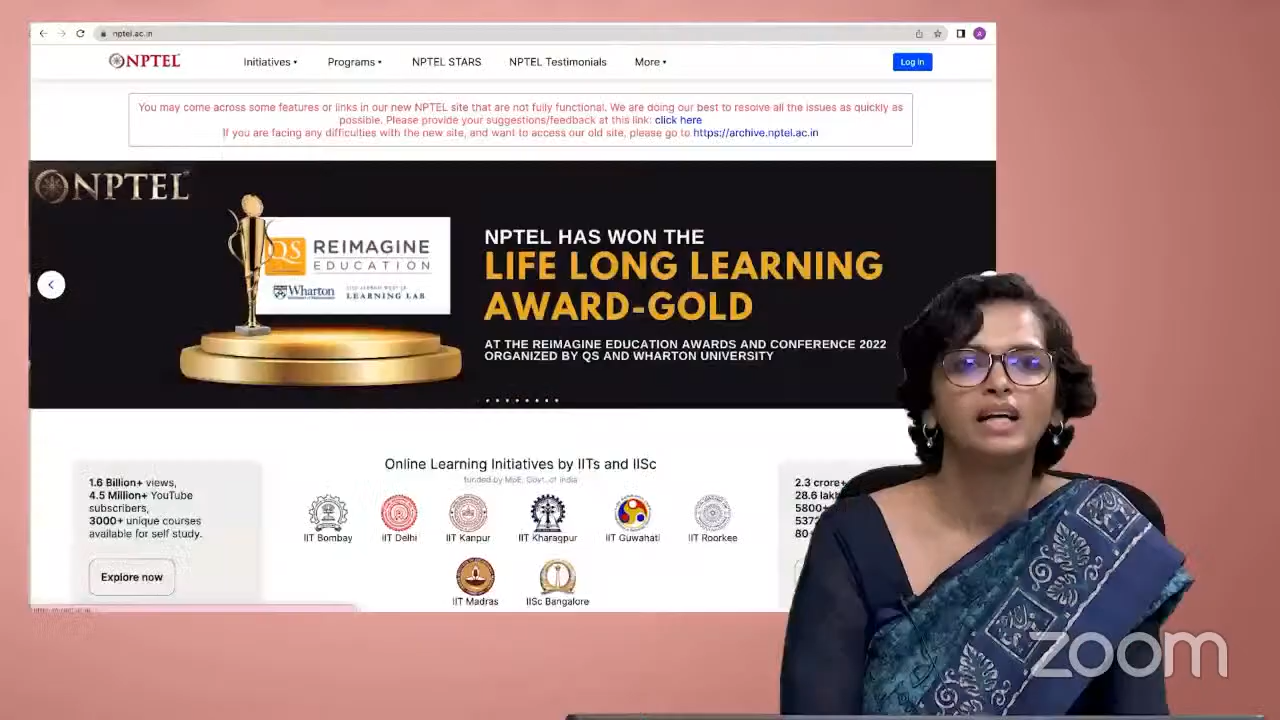 nptel.ac.in
NPTEL
Initiatives
Programs
NPTEL STARS
NPTEL Testimonials
More
Log in
You may come across some features or links in our new NPTEL site that are not fully functional. We are doing our best to resolve all the issues as quickly as
possible. Please provide your suggestions/feedback at this link: click here
If you are facing any difficulties with the new site, and want to access our old site, please go to https://archive.nptel.ac.in
NPTEL
QS
REIMAGINE
EDUCATION
Wharton
LEARNING LAB
NPTEL HAS WON THE
LIFE LONG LEARNING
AWARD-GOLD
AT THE REIMAGINE EDUCATION AWARDS AND CONFERENCE 2022
ORGANIZED BY QS AND WHARTON UNIVERSITY
Online Learning Initiatives by IITs and IISc
funded by MoE, Govt. of India
1.6 Billion+ views,
4.5 Million+ YouTube
subscribers,
3000+ unique courses
available for self study.
Explore now
IIT Bombay
IIT Delhi
IIT Kanpur
IIT Kharagpur
IIT Guwahati
IIT Roorkee
IIT Madras
IISc Bangalore
2.3 crore+
28.6 lakh
5800+
80+
zoom